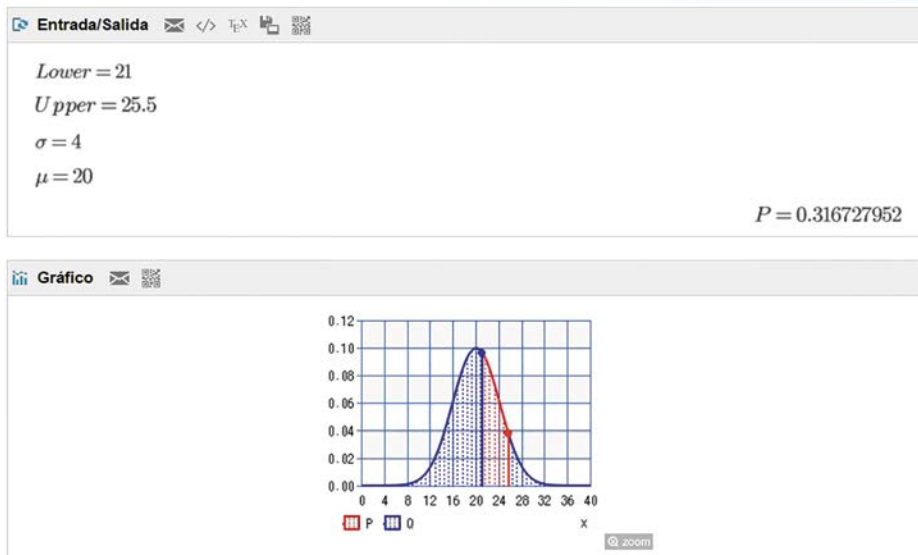 Entrada/Salida </> TEX
Lower = 21
Upper = 25.5
σ = 4
μ = 20
P = 0.316727952
Gráfico
0.12
0.10
0.08
0.06
0.04
0.02
0.00
0 4 8 12 16 20 24 28 32 36 40
P Q X
zoom